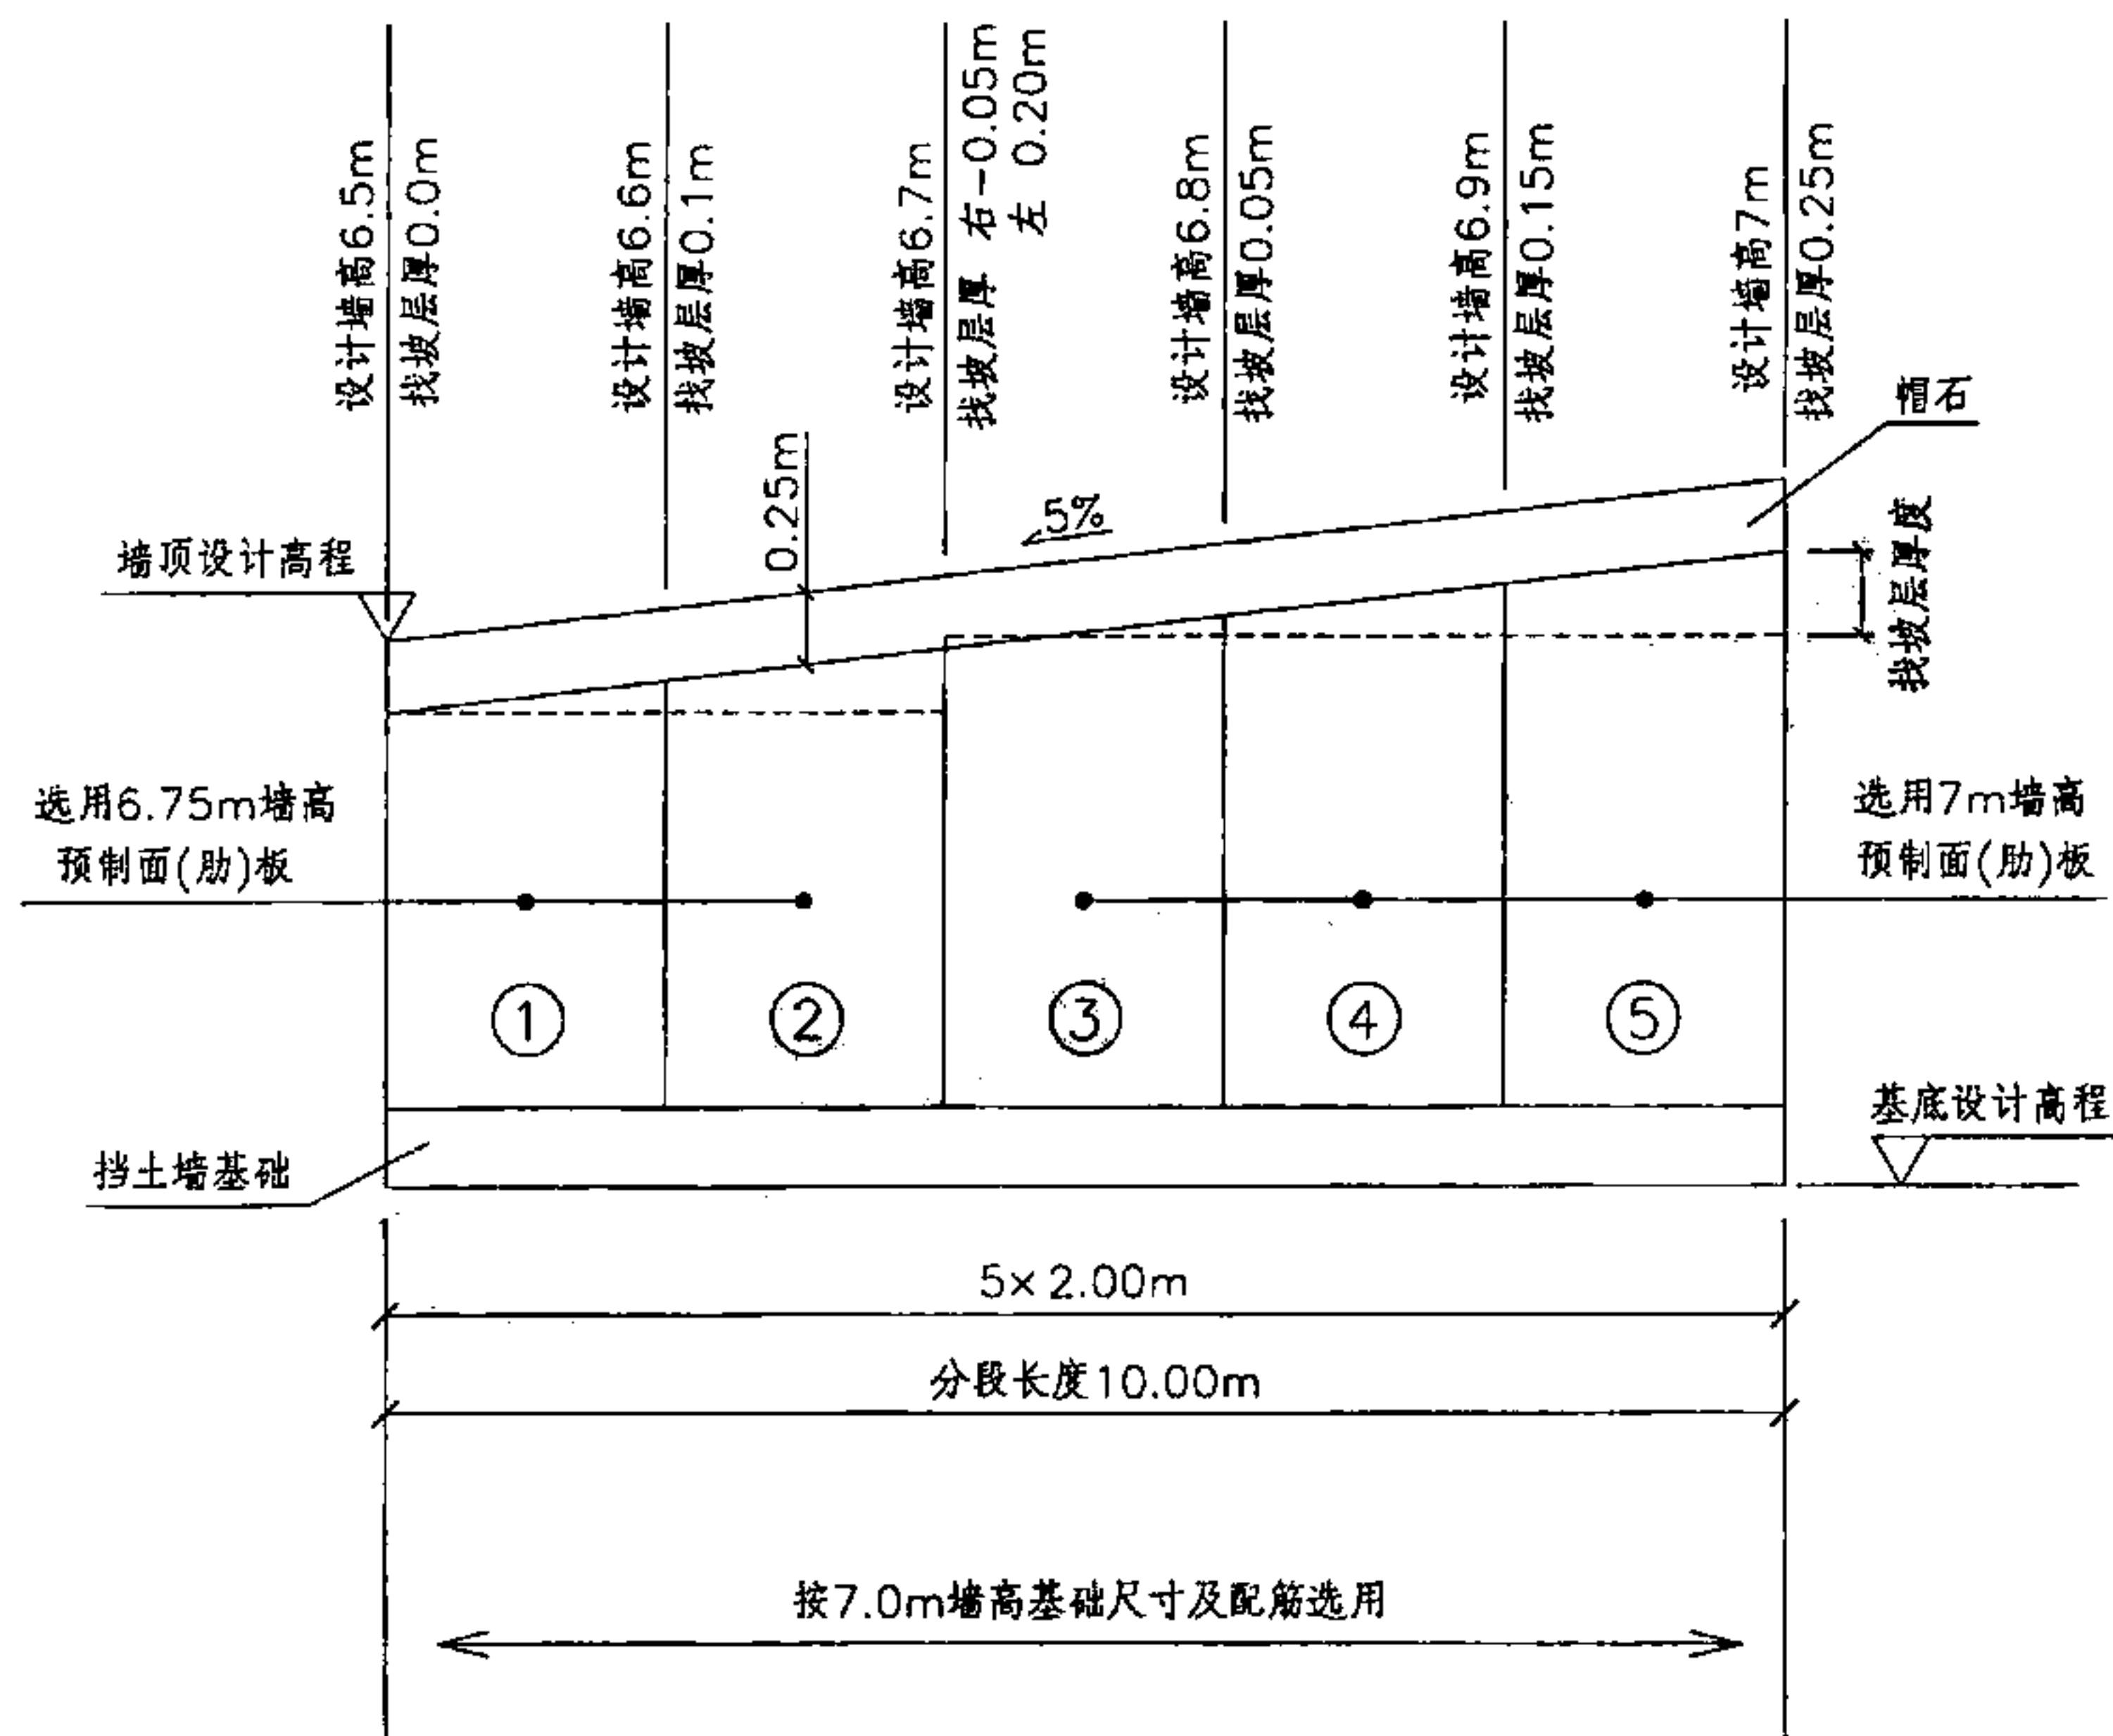 设计墙高6.5m
找坡层厚0.0m
设计墙高6.6m
找坡层厚0.1m
设计墙高6.7m
找坡层厚 右-0.05m
左 0.20m
设计墙高6.8m
找坡层厚0.05m
设计墙高6.9m
找坡层厚0.15m
设计墙高7m
找坡层厚0.25m
帽石
0.25m
5%
墙顶设计高程
找坡层厚度
选用6.75m墙高
预制面(肋)板
选用7m墙高
预制面(肋)板
①
②
③
④
⑤
基底设计高程
挡土墙基础
5×2.00m
分段长度10.00m
按7.0m墙高基础尺寸及配筋选用